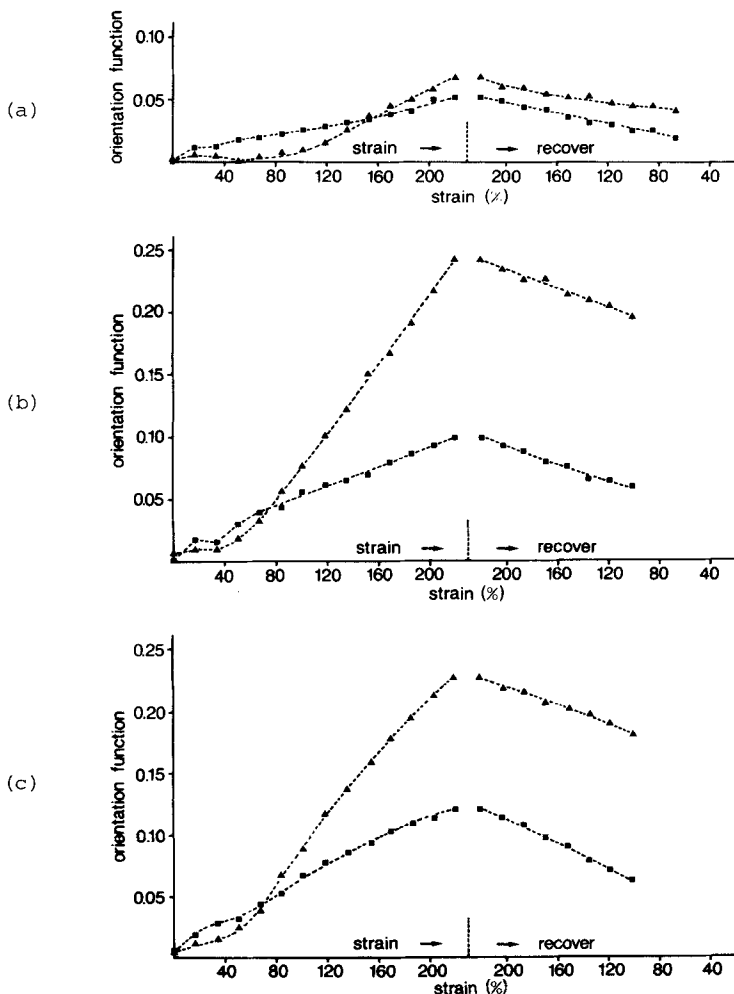 (a)
orientation function
0.10
0.05
strain → recover
40 80 120 160 200 200 160 120 80 40
strain (%)
(b)
orientation function
0.25
0.20
0.15
0.10
0.05
strain → recover
40 80 120 160 200 200 160 120 80 40
strain (%)
(c)
orientation function
0.25
0.20
0.15
0.10
0.05
strain → recover
40 80 120 160 200 200 160 120 80 40
strain (%)